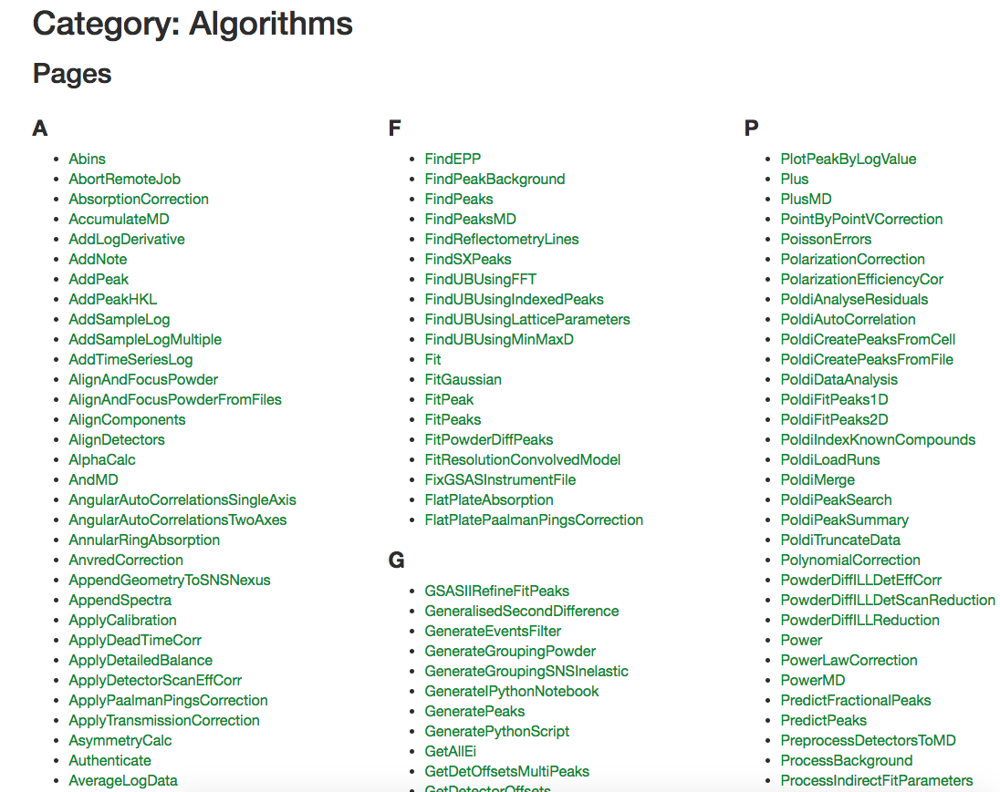 Category: Algorithms
Pages
A
Abins
AbortRemoteJob
AbsorptionCorrection
AccumulateMD
AddLogDerivative
AddNote
AddPeak
AddPeakHKL
AddSampleLog
AddSampleLogMultiple
AddTimeSeriesLog
AlignAndFocusPowder
AlignAndFocusPowderFromFiles
AlignComponents
AlignDetectors
AlphaCalc
AndMD
AngularAutoCorrelationsSingleAxis
AngularAutoCorrelationsTwoAxes
AnnularRingAbsorption
AnvredCorrection
AppendGeometryToSNSNexus
AppendSpectra
ApplyCalibration
ApplyDeadTimeCorr
ApplyDetailedBalance
ApplyDetectorScanEffCorr
ApplyPaalmanPingsCorrection
ApplyTransmissionCorrection
AsymmetryCalc
Authenticate
AverageLogData
F
FindEPP
FindPeakBackground
FindPeaks
FindPeaksMD
FindReflectometryLines
FindSXPeaks
FindUBUsingFFT
FindUBUsingIndexedPeaks
FindUBUsingLatticeParameters
FindUBUsingMinMaxD
Fit
FitGaussian
FitPeak
FitPeaks
FitPowderDiffPeaks
FitResolutionConvolvedModel
FixGSASInstrumentFile
FlatPlateAbsorption
FlatPlatePaalmanPingsCorrection
G
GSASIIRefineFitPeaks
GeneralisedSecondDifference
GenerateEventsFilter
GenerateGroupingPowder
GenerateGroupingSNSInelastic
GenerateIPythonNotebook
GeneratePeaks
GeneratePythonScript
GetAllEi
GetDetOffsetsMultiPeaks
GetDetectorOffsets
P
PlotPeakByLogValue
Plus
PlusMD
PointByPointVCorrection
PoissonErrors
PolarizationCorrection
PolarizationEfficiencyCor
PoldiAnalyseResiduals
PoldiAutoCorrelation
PoldiCreatePeaksFromCell
PoldiCreatePeaksFromFile
PoldiDataAnalysis
PoldiFitPeaks1D
PoldiFitPeaks2D
PoldiIndexKnownCompounds
PoldiLoadRuns
PoldiMerge
PoldiPeakSearch
PoldiPeakSummary
PoldiTruncateData
PolynomialCorrection
PowderDiffILLDetEffCorr
PowderDiffILLDetScanReduction
PowderDiffILLReduction
Power
PowerLawCorrection
PowerMD
PredictFractionalPeaks
PredictPeaks
PreprocessDetectorsToMD
ProcessBackground
ProcessIndirectFitParameters